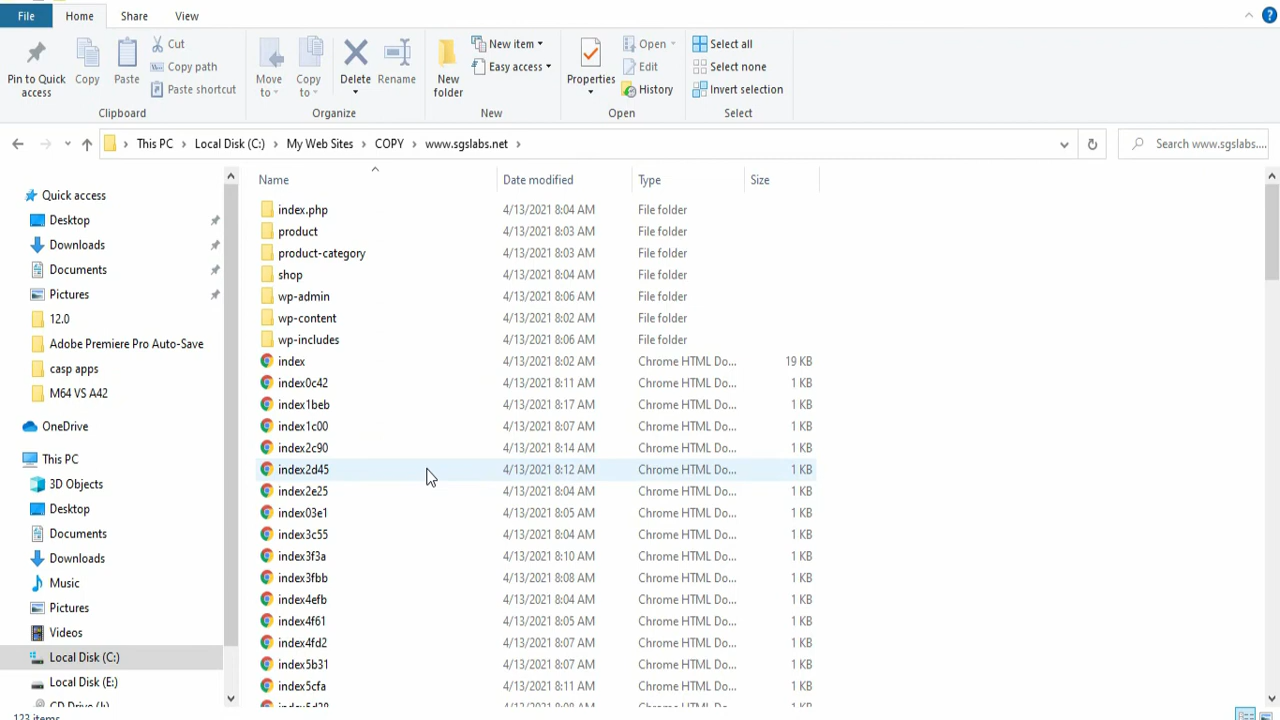 File Home Share View
Pin to Quick access
Copy
Paste
Cut
Copy path
Paste shortcut
Clipboard
Move to
Copy to
Delete
Rename
Organize
New folder
New item
Easy access
New
Properties
Open
Edit
History
Open
Select all
Select none
Invert selection
Select
This PC > Local Disk (C:) > My Web Sites > COPY > www.sgslabs.net >
Search www.sgslabs....
Quick access
Desktop
Downloads
Documents
Pictures
12.0
Adobe Premiere Pro Auto-Save
casp apps
M64 VS A42
OneDrive
This PC
3D Objects
Desktop
Documents
Downloads
Music
Pictures
Videos
Local Disk (C:)
Local Disk (E:)
Name Date modified Type Size
index.php 4/13/2021 8:04 AM File folder
product 4/13/2021 8:03 AM File folder
product-category 4/13/2021 8:03 AM File folder
shop 4/13/2021 8:04 AM File folder
wp-admin 4/13/2021 8:06 AM File folder
wp-content 4/13/2021 8:02 AM File folder
wp-includes 4/13/2021 8:06 AM File folder
index 4/13/2021 8:02 AM Chrome HTML Do... 19 KB
index0c42 4/13/2021 8:11 AM Chrome HTML Do... 1 KB
index1beb 4/13/2021 8:17 AM Chrome HTML Do... 1 KB
index1c00 4/13/2021 8:07 AM Chrome HTML Do... 1 KB
index2c90 4/13/2021 8:14 AM Chrome HTML Do... 1 KB
index2d45 4/13/2021 8:12 AM Chrome HTML Do... 1 KB
index2e25 4/13/2021 8:04 AM Chrome HTML Do... 1 KB
index03e1 4/13/2021 8:05 AM Chrome HTML Do... 1 KB
index3c55 4/13/2021 8:04 AM Chrome HTML Do... 1 KB
index3f3a 4/13/2021 8:10 AM Chrome HTML Do... 1 KB
index3fbb 4/13/2021 8:08 AM Chrome HTML Do... 1 KB
index4efb 4/13/2021 8:04 AM Chrome HTML Do... 1 KB
index4f61 4/13/2021 8:05 AM Chrome HTML Do... 1 KB
index4fd2 4/13/2021 8:07 AM Chrome HTML Do... 1 KB
index5b31 4/13/2021 8:07 AM Chrome HTML Do... 1 KB
index5cfa 4/13/2021 8:11 AM Chrome HTML Do... 1 KB
123 items